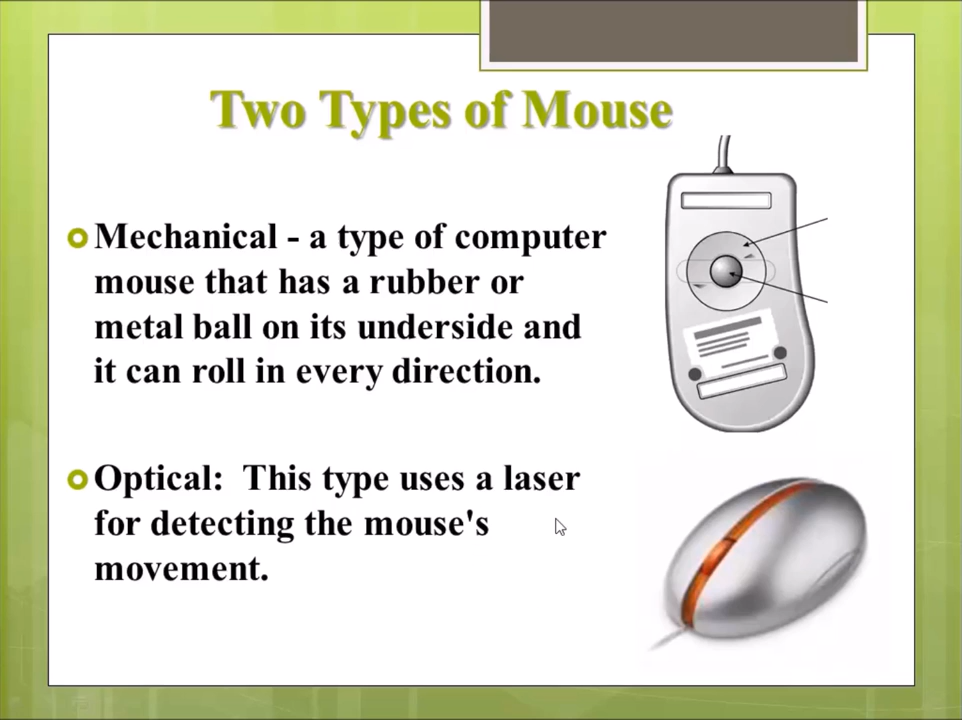 Two Types of Mouse
Mechanical - a type of computer
mouse that has a rubber or
metal ball on its underside and
it can roll in every direction.
Optical:  This type uses a laser
for detecting the mouse's
movement.